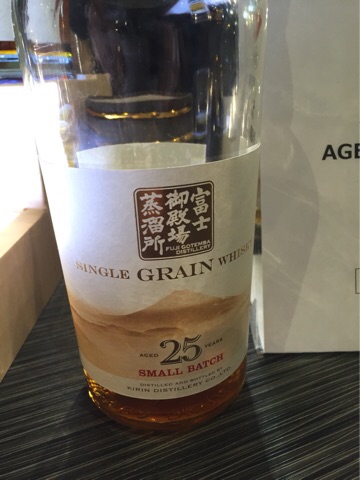 富士
御殿場
蒸溜所
FUJI GOTEMBA
DISTILLERY
SINGLE GRAIN WHISK
AGED 25 YEARS
SMALL BATCH
DISTILLED AND BOTTLED BY
KIRIN DISTILLERY CO., LTD
AGE